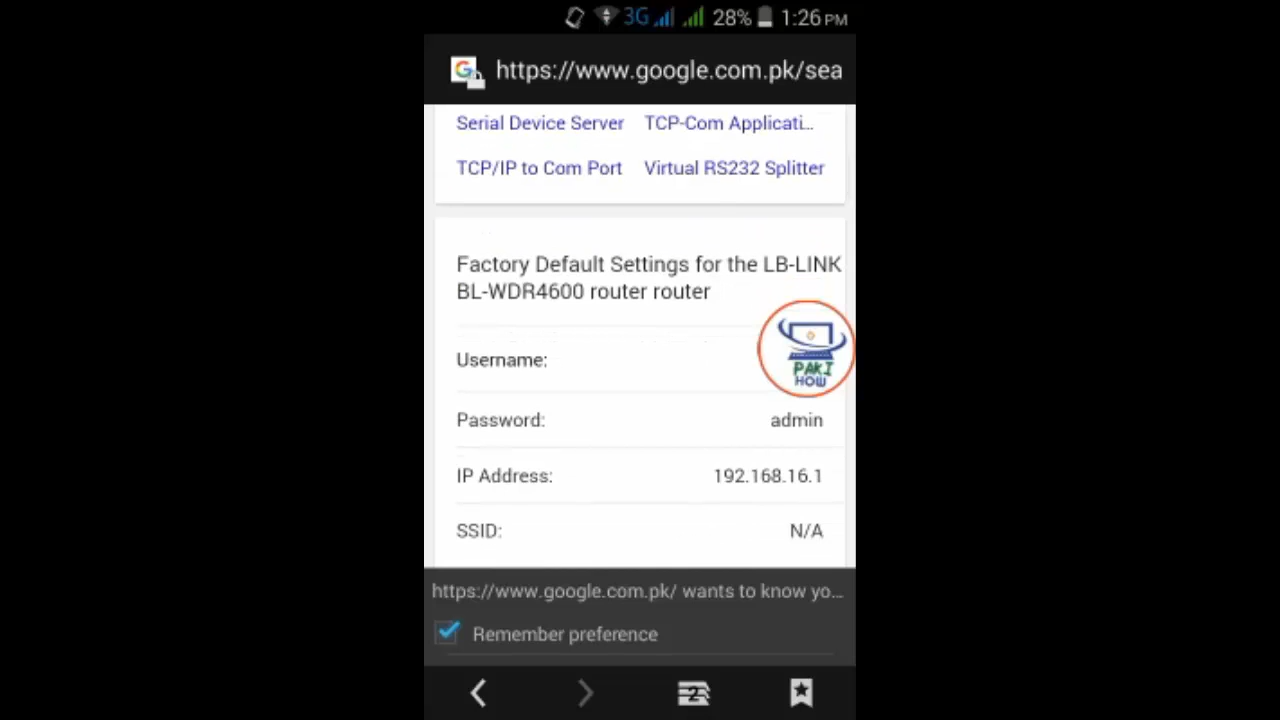 3G 28% 1:26 PM
https://www.google.com.pk/sea
Serial Device Server TCP-Com Applicati...
TCP/IP to Com Port Virtual RS232 Splitter
Factory Default Settings for the LB-LINK
BL-WDR4600 router router
Username:
PAKI
HOW
Password: admin
IP Address: 192.168.16.1
SSID: N/A
https://www.google.com.pk/ wants to know yo...
Remember preference
2